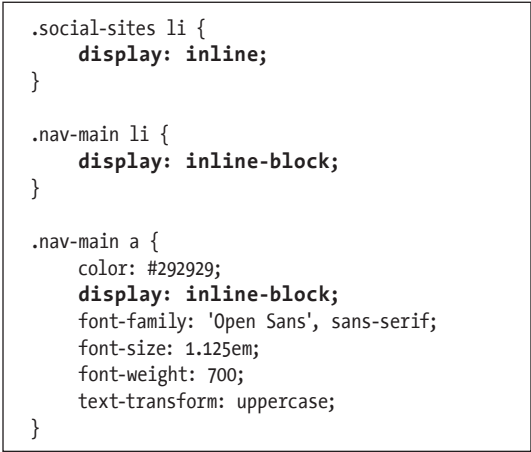 .social-sites li {
display: inline;
}
.nav-main li {
display: inline-block;
}
.nav-main a {
color: #292929;
display: inline-block;
font-family: 'Open Sans', sans-serif;
font-size: 1.125em;
font-weight: 700;
text-transform: uppercase;
}